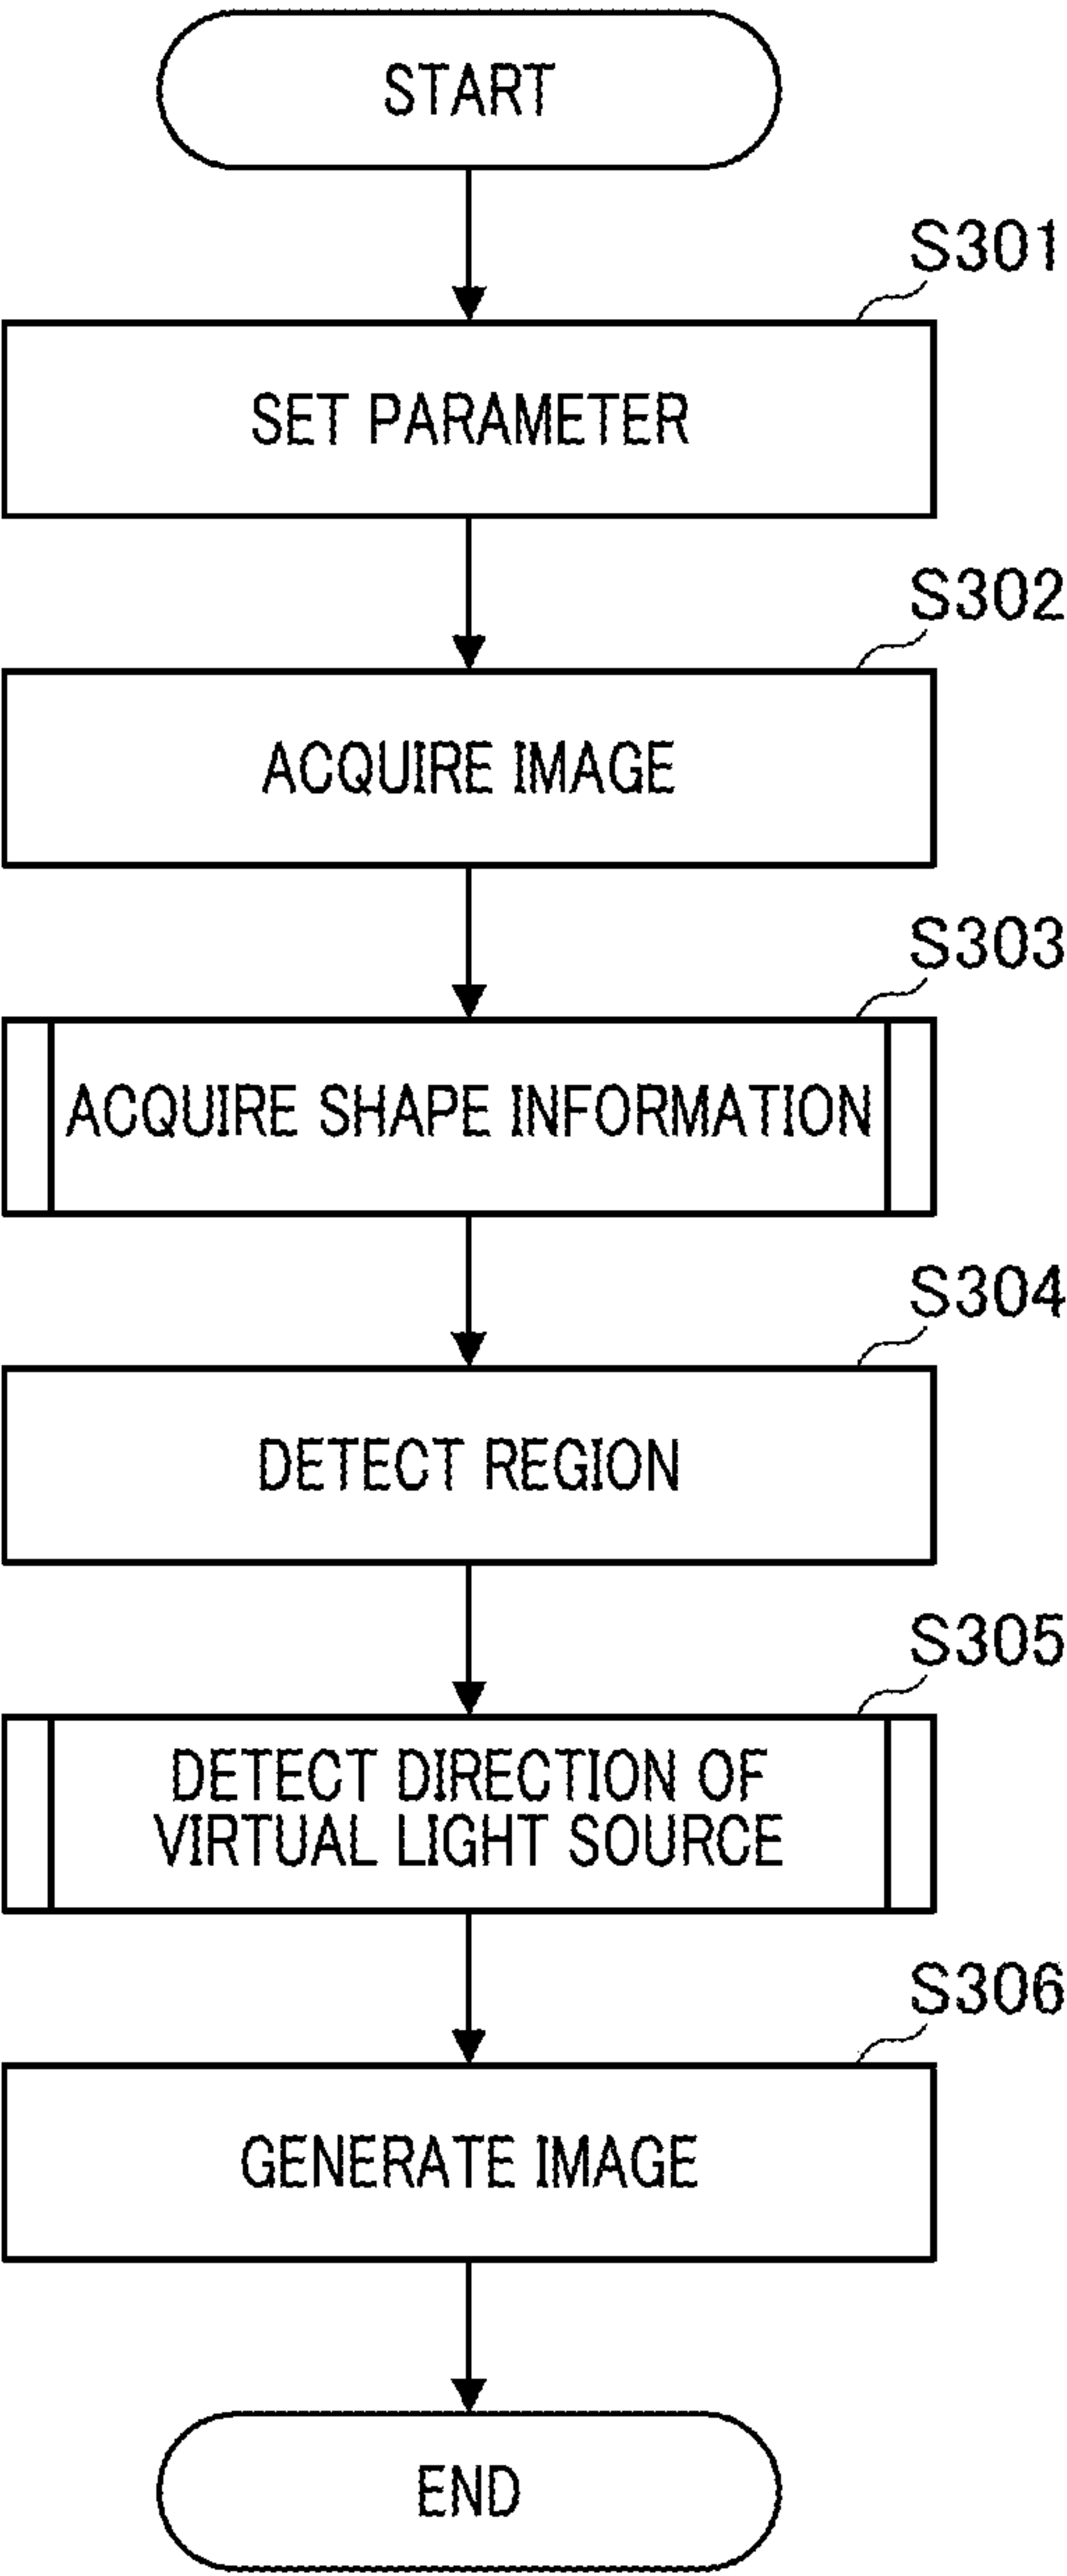 START
S301
SET PARAMETER
S302
ACQUIRE IMAGE
S303
ACQUIRE SHAPE INFORMATION
S304
DETECT REGION
S305
DETECT DIRECTION OF
VIRTUAL LIGHT SOURCE
S306
GENERATE IMAGE
END